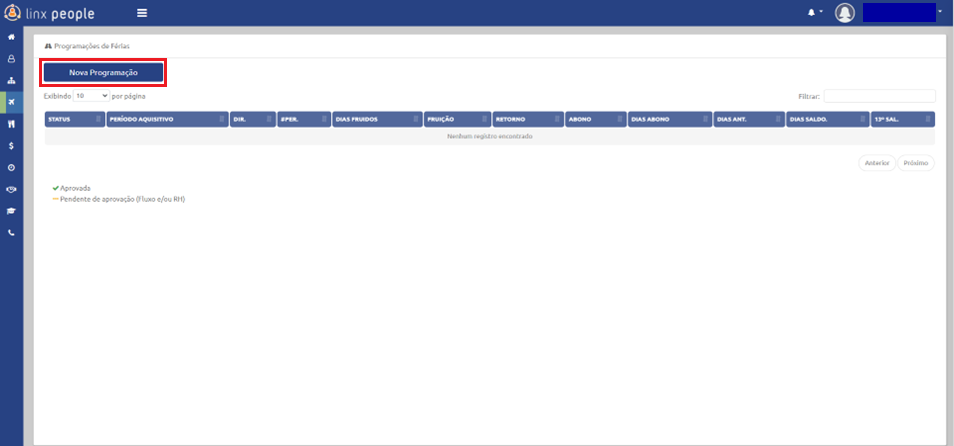 linx people
Programações de Férias
Nova Programação
Exibindo 10 por página
Filtrar:
STATUS PERÍODO AQUISITIVO DIR. #PER. DIAS FRUIDOS FRUIÇÃO RETORNO ABONO DIAS ABONO DIAS ANT. DIAS SALDO. 13º SAL.
Nenhum registro encontrado
Anterior Próximo
Aprovada
Pendente de aprovação (Fluxo e/ou RH)